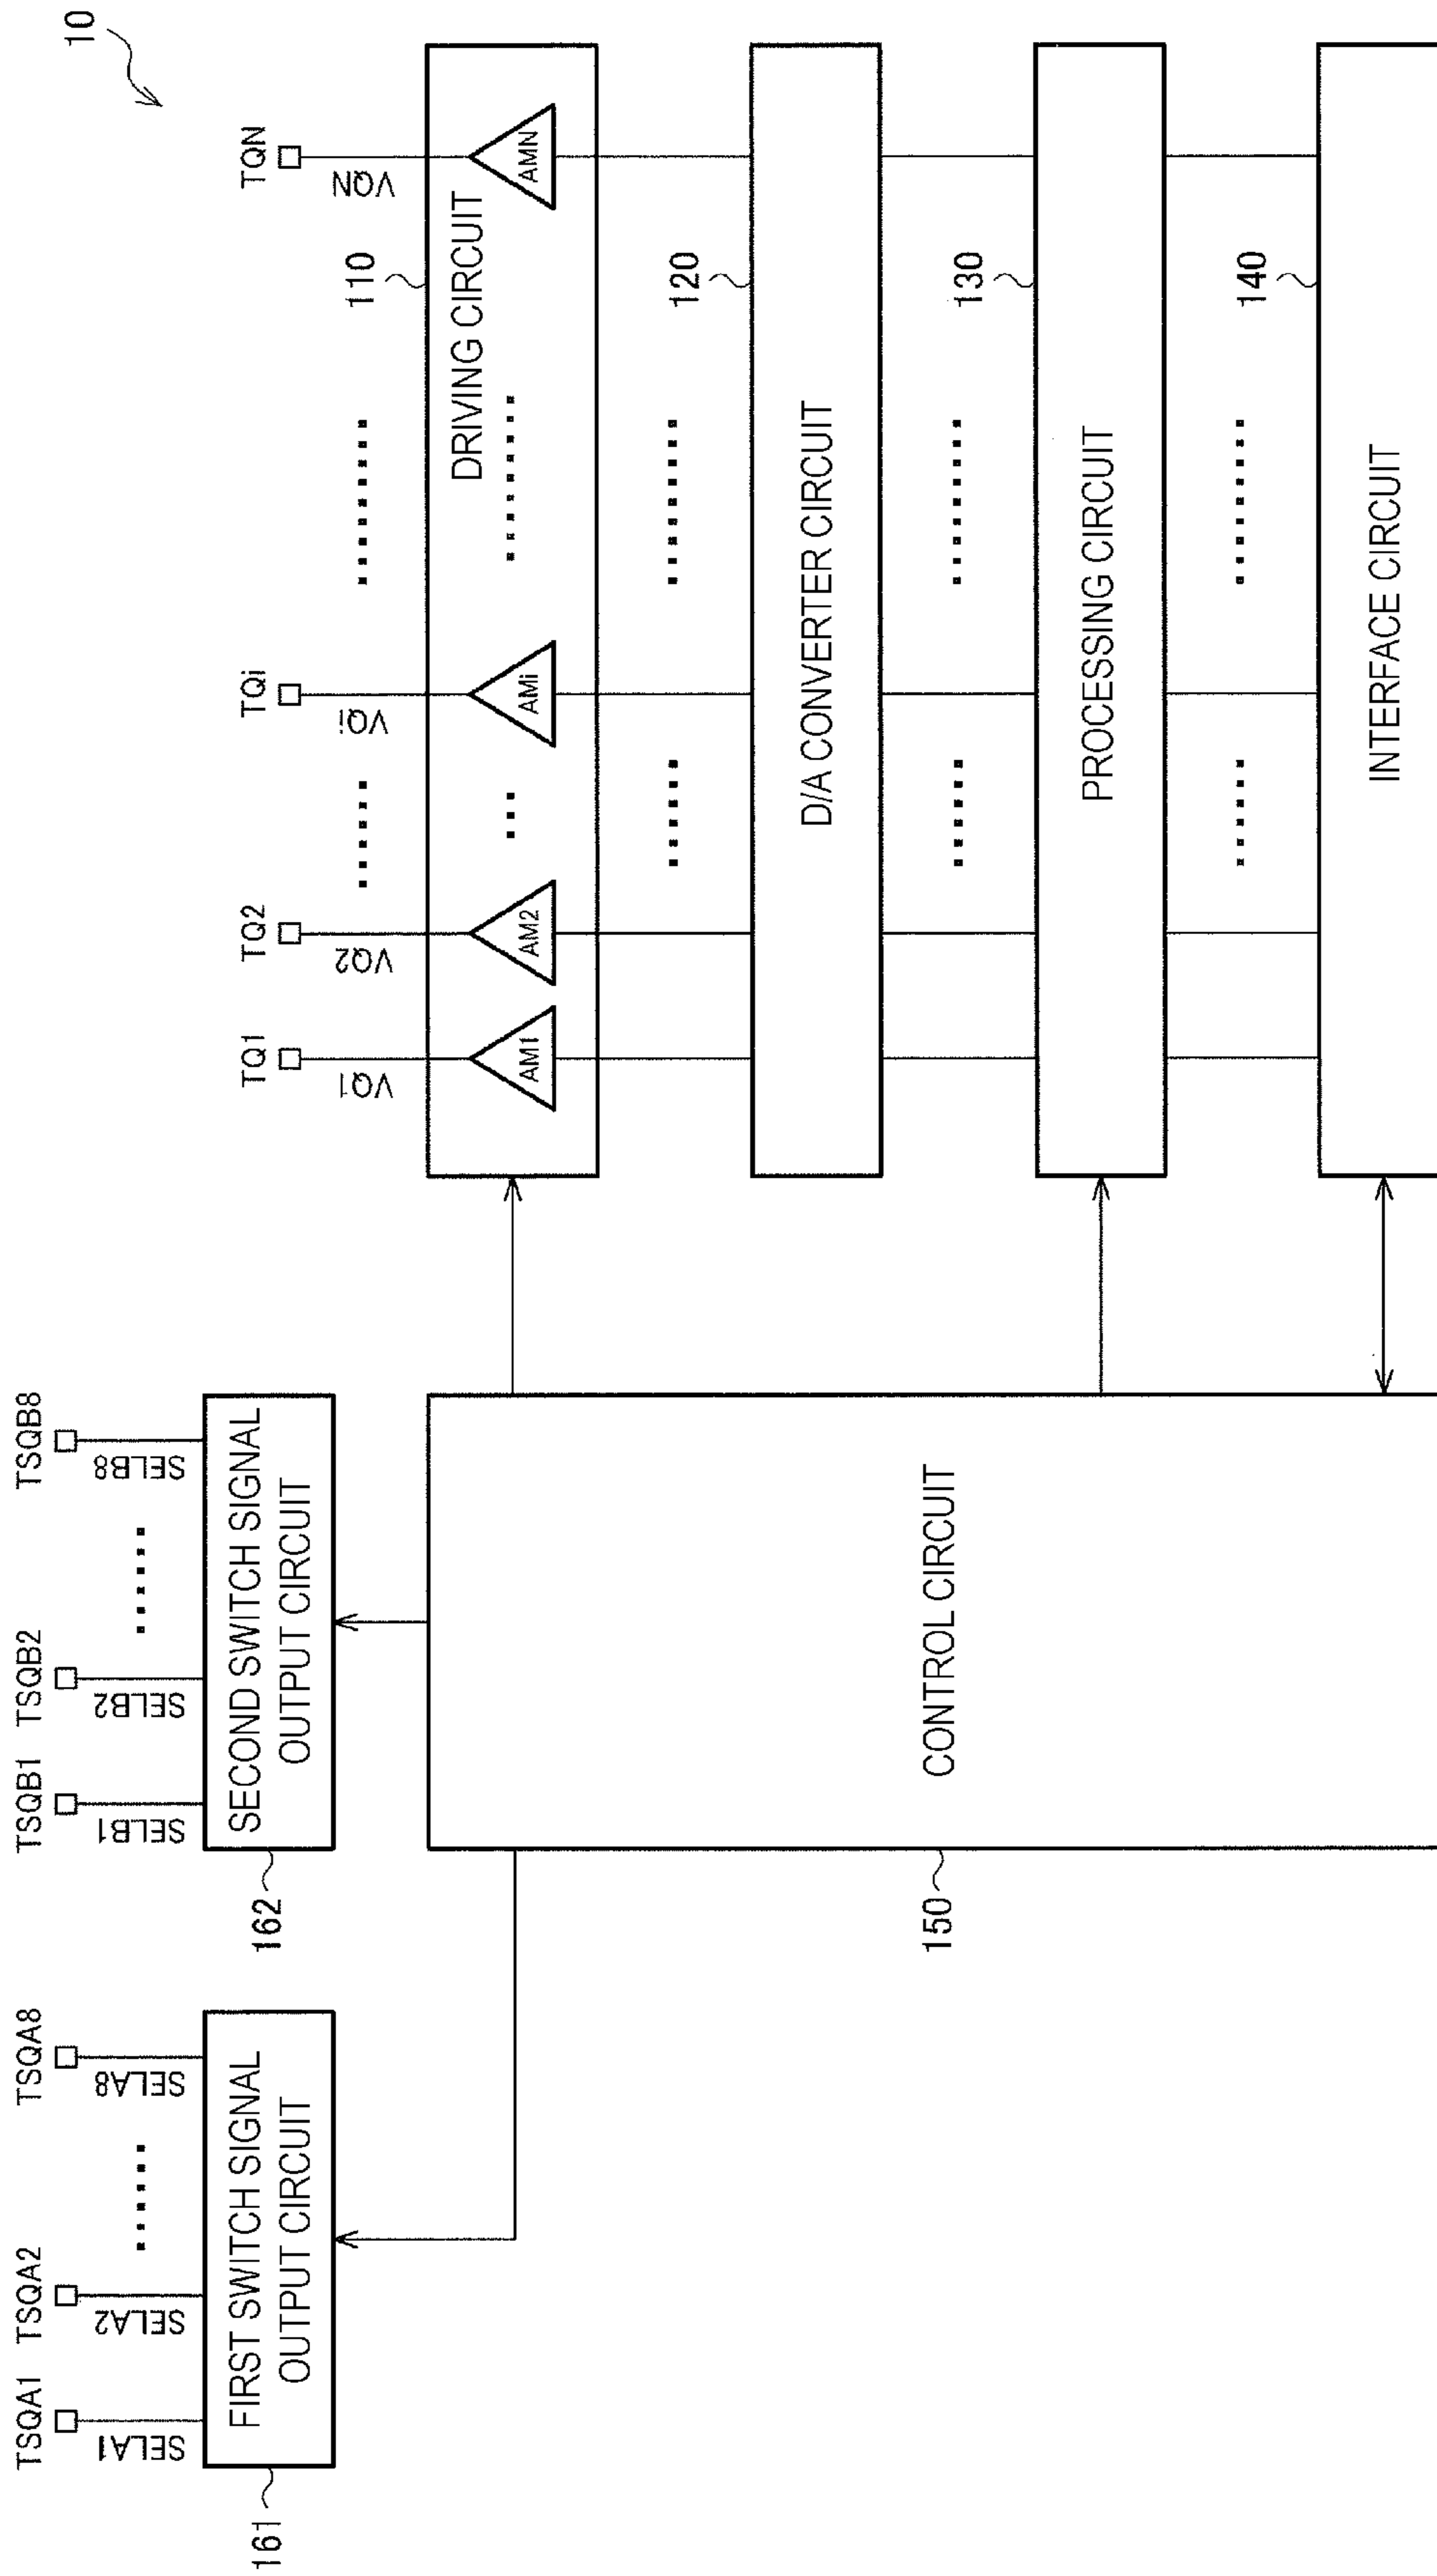 10
TSQA1
TSQA2
TSQA8
TSQB1
TSQB2
TSQB8
SELA1
SELA2
SELA8
SELB1
SELB2
SELB8
161
FIRST SWITCH SIGNAL
OUTPUT CIRCUIT
162
SECOND SWITCH SIGNAL
OUTPUT CIRCUIT
TQ1
TQ2
TQi
TQN
VQ1
VQ2
VQi
VQN
110
DRIVING CIRCUIT
AM1
AM2
AMi
AMN
120
D/A CONVERTER CIRCUIT
150
CONTROL CIRCUIT
130
PROCESSING CIRCUIT
140
INTERFACE CIRCUIT